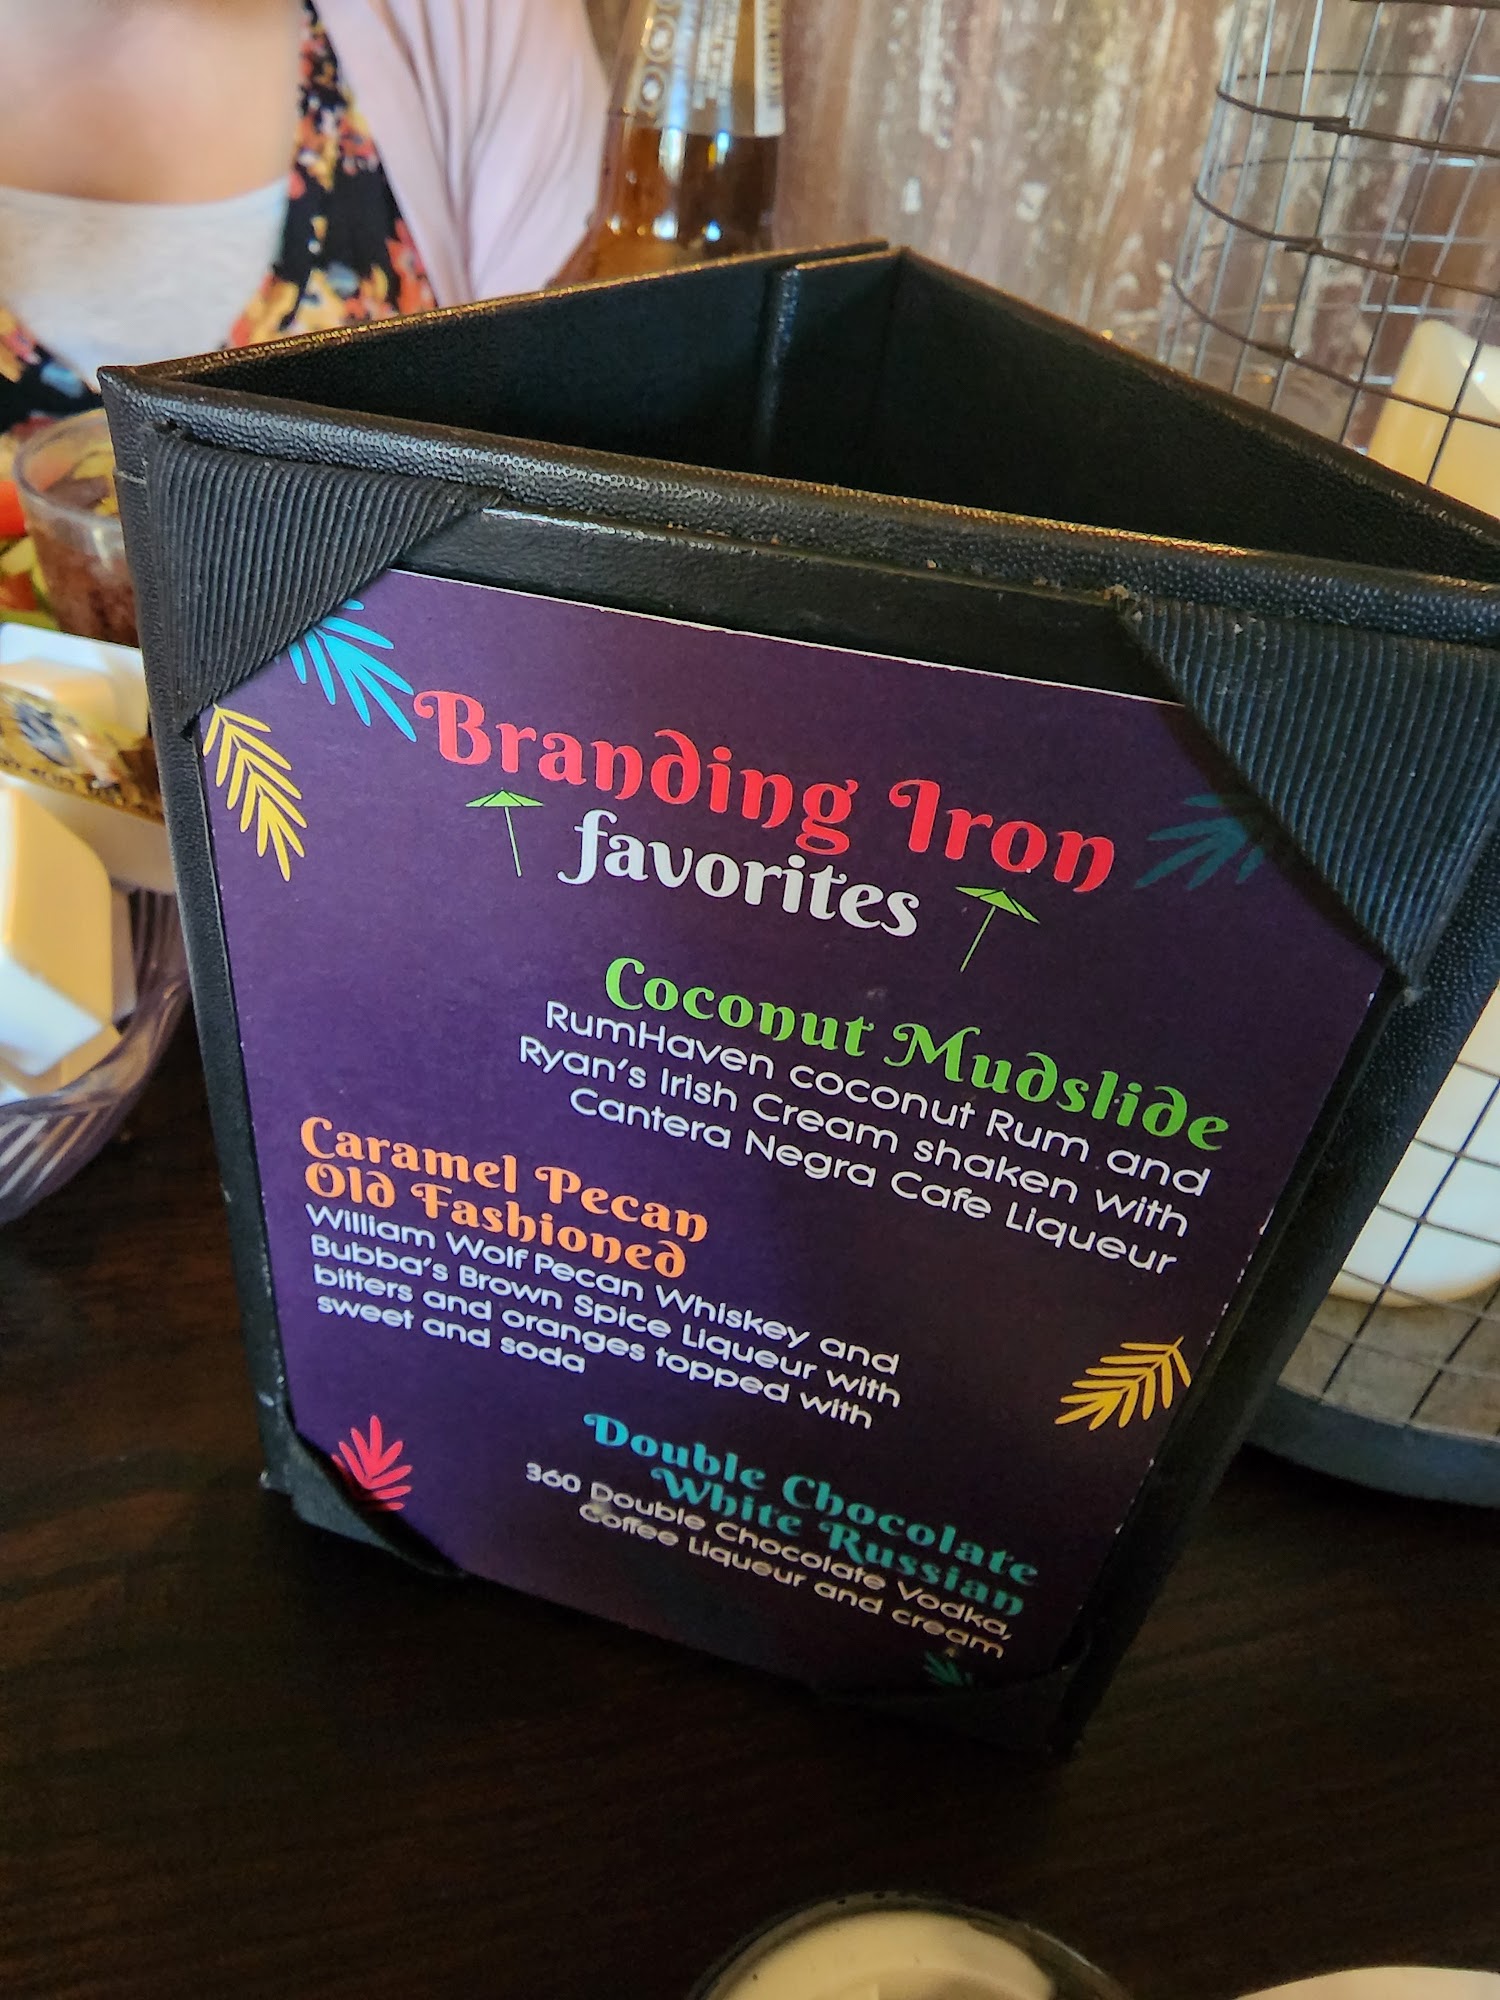 Branding Iron
favorites
Coconut Mudslide
RumHaven coconut Rum and
Ryan's Irish Cream shaken with
Cantera Negra Cafe Liqueur
Caramel Pecan
Old Fashioned
William Wolf Pecan Whiskey and
Bubba's Brown Spice Liqueur with
bitters and oranges topped with
sweet and soda
Double Chocolate
White Russian
360 Double Chocolate Vodka,
Coffee Liqueur and cream